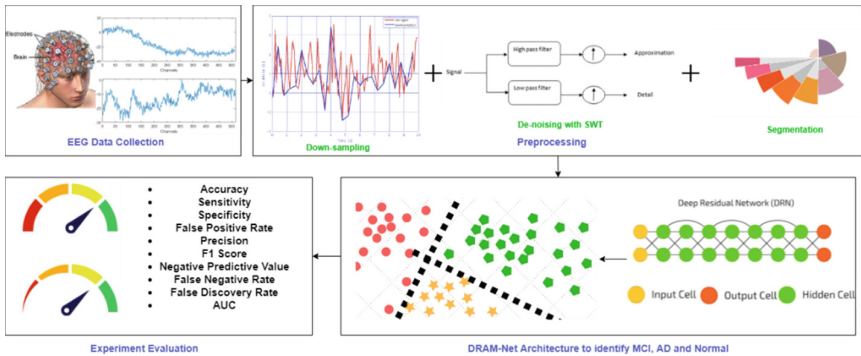 Electrodes
Brain
Channels
Channels
EEG Data Collection
Down-sampling
Signal
High pass filter
Low pass filter
Approximation
Detail
De-noising with SWT
Preprocessing
Segmentation
Accuracy
Sensitivity
Specificity
False Positive Rate
Precision
F1 Score
Negative Predictive Value
False Negative Rate
False Discovery Rate
AUC
Experiment Evaluation
Deep Residual Network (DRN)
Input Cell
Output Cell
Hidden Cell
DRAM-Net Architecture to identify MCI, AD and Normal